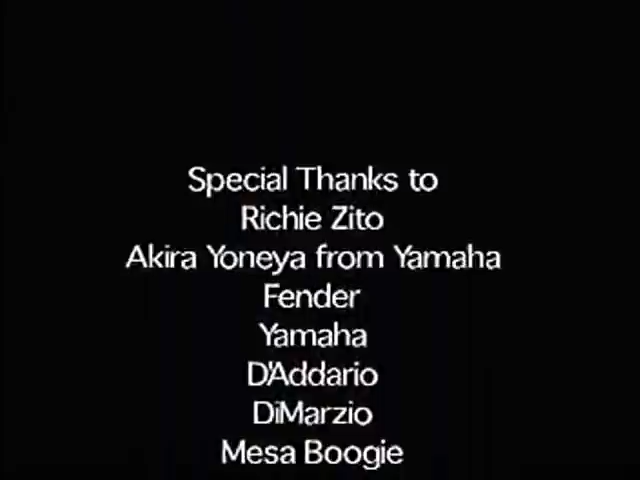 Special Thanks to
Richie Zito
Akira Yoneya from Yamaha
Fender
Yamaha
D'Addario
DiMarzio
Mesa Boogie